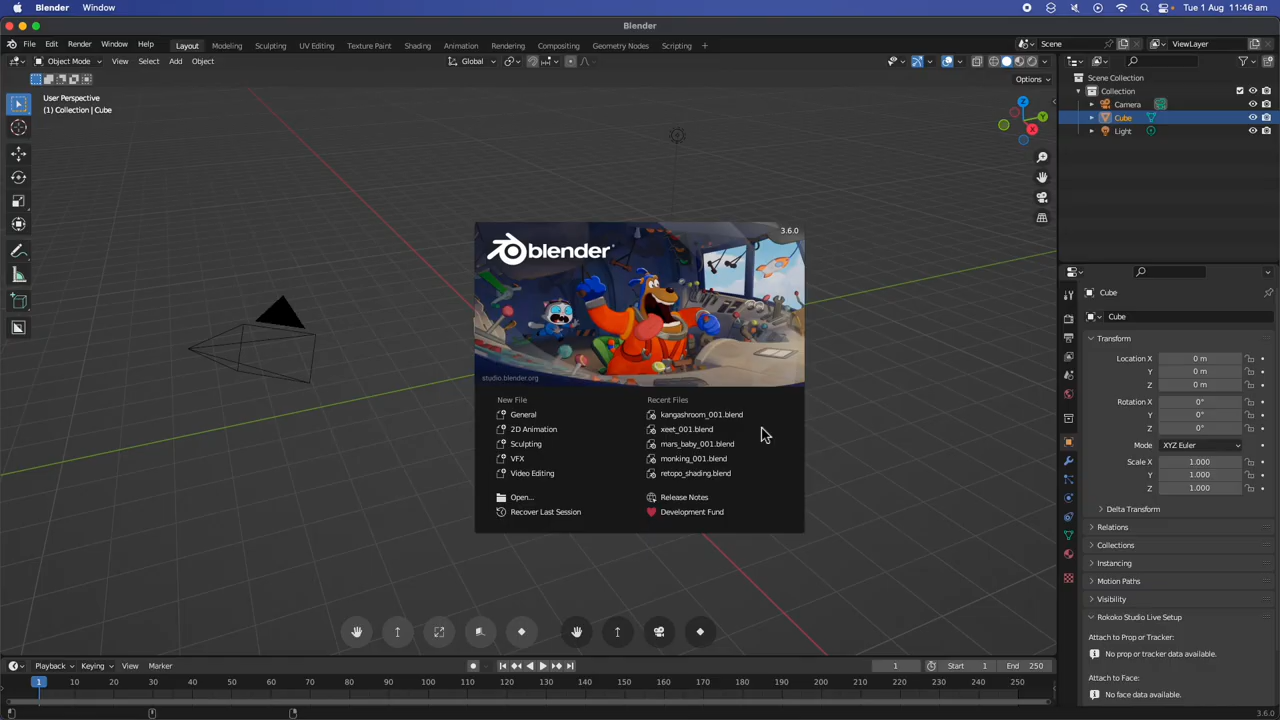 Blender Window Tue 1 Aug 11:46 am
Blender
File Edit Render Window Help Layout Modeling Sculpting UV Editing Texture Paint Shading Animation Rendering Compositing Geometry Nodes Scripting + Scene ViewLayer
Object Mode View Select Add Object Global
Options
User Perspective
(1) Collection | Cube
Z
Y
X
Scene Collection
Collection
Camera
Cube
Light
blender
3.6.0
studio.blender.org
New File
General
2D Animation
Sculpting
VFX
Video Editing
Open...
Recover Last Session
Recent Files
kangashroom_001.blend
xeet_001.blend
mars_baby_001.blend
monking_001.blend
retopo_shading.blend
Release Notes
Development Fund
Cube
Cube
Transform
Location X 0 m
Y 0 m
Z 0 m
Rotation X 0°
Y 0°
Z 0°
Mode XYZ Euler
Scale X 1.000
Y 1.000
Z 1.000
Delta Transform
Relations
Collections
Instancing
Motion Paths
Visibility
Rokoko Studio Live Setup
Attach to Prop or Tracker:
No prop or tracker data available.
Attach to Face:
No face data available.
Playback Keying View Marker 1 Start 1 End 250
1 10 20 30 40 50 60 70 80 90 100 110 120 130 140 150 160 170 180 190 200 210 220 230 240 250
3.6.0